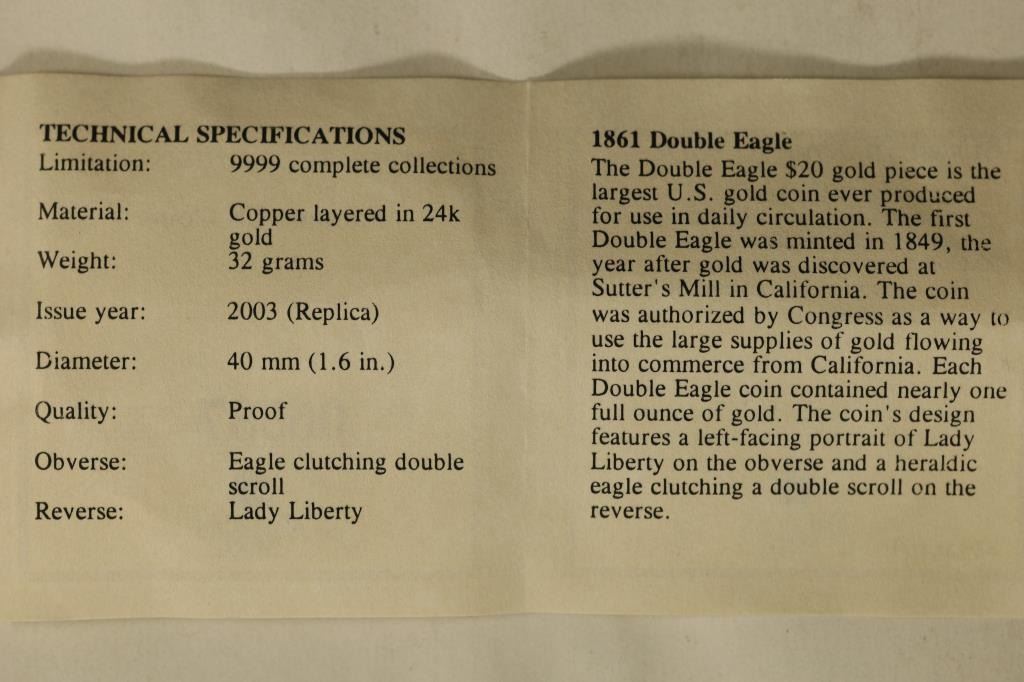 TECHNICAL SPECIFICATIONS
Limitation: 9999 complete collections
Material: Copper layered in 24k
gold
Weight: 32 grams
Issue year: 2003 (Replica)
Diameter: 40 mm (1.6 in.)
Quality: Proof
Obverse: Eagle clutching double
scroll
Reverse: Lady Liberty
1861 Double Eagle
The Double Eagle $20 gold piece is the
largest U.S. gold coin ever produced
for use in daily circulation. The first
Double Eagle was minted in 1849, the
year after gold was discovered at
Sutter's Mill in California. The coin
was authorized by Congress as a way to
use the large supplies of gold flowing
into commerce from California. Each
Double Eagle coin contained nearly one
full ounce of gold. The coin's design
features a left-facing portrait of Lady
Liberty on the obverse and a heraldic
eagle clutching a double scroll on the
reverse.